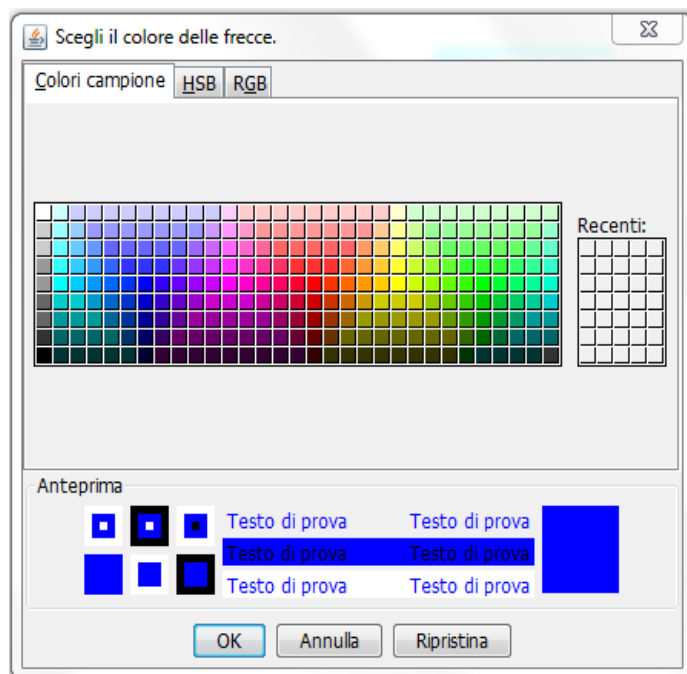 Scegli il colore delle frecce.
Colori campione HSB RGB
Recenti:
Anteprima
Testo di prova Testo di prova
Testo di prova Testo di prova
Testo di prova Testo di prova
OK Annulla Ripristina